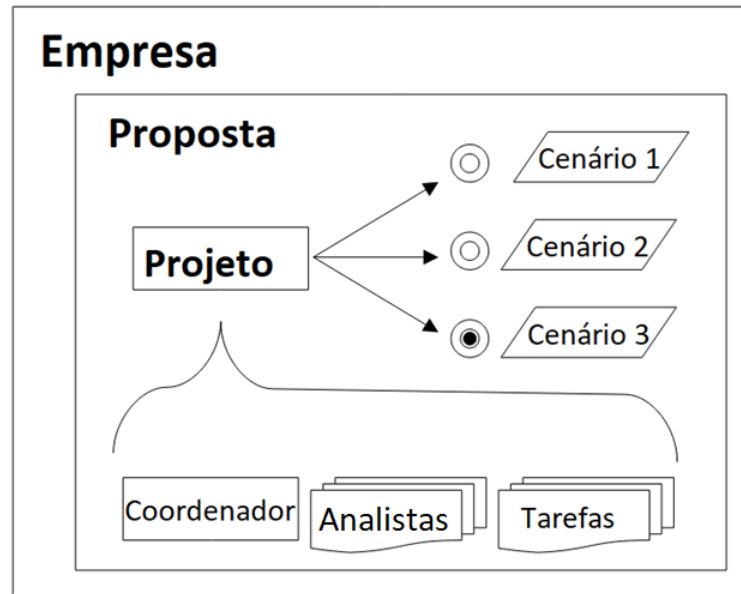 Empresa
Proposta
Cenário 1
Projeto
Cenário 2
Cenário 3
Coordenador
Analistas
Tarefas